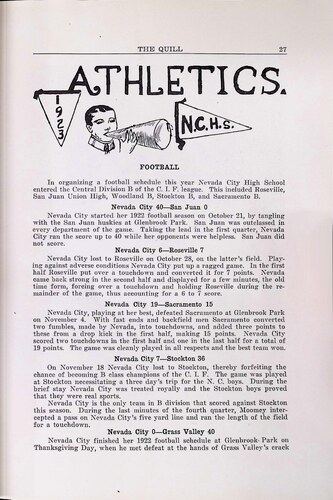 THE QUILL 27
ATHLETICS.
1923
N.C.H.S.
FOOTBALL
In organizing a football schedule this year Nevada City High School
entered the Central Division B of the C. I. F. league. This included Roseville,
San Juan Union High, Woodland B, Stockton B, and Sacramento B.
Nevada City 40—San Juan 0
Nevada City started her 1922 football season on October 21, by tangling
with the San Juan huskies at Glenbrook Park. San Juan was outclassed in
every department of the game. Taking the lead in the first quarter, Nevada
City ran the score up to 40 while her opponents were helpless. San Juan did
not score.
Nevada City 6—Roseville 7
Nevada City lost to Roseville on October 28, on the latter's field. Play-
ing against adverse conditions Nevada City put up a ragged game. In the first
half Roseville put over a touchdown and converted it for 7 points. Nevada
came back strong in the second half and displayed for a few minutes, the old
time form, forcing over a touchdown and holding Roseville during the re-
mainder of the game, thus accounting for a 6 to 7 score.
Nevada City 19—Sacramento 15
Nevada City, playing at her best, defeated Sacramento at Glenbrook Park
on November 4. With fast ends and backfield men Sacramento converted
two fumbles, made by Nevada, into touchdowns, and added three points to
these from a drop kick in the first half, making 15 points. Nevada City
scored two touchdowns in the first half and one in the last half for a total of
19 points. The game was cleanly played in all respects and the best team won.
Nevada City 7—Stockton 36
On November 18 Nevada City lost to Stockton, thereby forfeiting the
chance of becoming B class champions of the C. I. F. The game was played
at Stockton necessitating a three day's trip for the N. C. boys. During the
brief stay Nevada City was treated royally and the Stockton boys proved
that they were real sports.
Nevada City is the only team in B division that scored against Stockton
this season. During the last minutes of the fourth quarter, Mooney inter-
cepted a pass on Nevada City's five yard line and ran the length of the field
for a touchdown.
Nevada City 0—Grass Valley 40
Nevada City finished her 1922 football schedule at Glenbrook Park on
Thanksgiving Day, when he met defeat at the hands of Grass Valley's crack